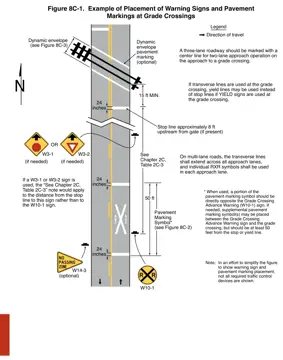 Figure 8C-1.  Example of Placement of Warning Signs and Pavement
Markings at Grade Crossings
Legend
Direction of travel
Dynamic envelope
(see Figure 8C-3)
Dynamic
envelope
pavement
marking
(optional)
A three-lane roadway should be marked with a
center line for two-lane approach operation on
the approach to a grade crossing.
N
If transverse lines are used at the grade
crossing, yield lines may be used instead
of stop lines if YIELD signs are used at
the grade crossing.
15 ft MIN.
24
inches
Stop line approximately 8 ft
upstream from gate (if present)
OR
W3-1
(if needed)
W3-2
(if needed)
See
Chapter 2C,
Table 2C-3
On multi-lane roads, the transverse lines
shall extend across all approach lanes,
and individual RXR symbols shall be used
in each approach lane.
If a W3-1 or W3-2 sign is
used, the "See Chapter 2C,
Table 2C-3" note would apply
to the distance from the stop
line to this sign rather than to
the W10-1 sign.
50 ft
Pavement
Marking
Symbol*
(see Figure 8C-2)
* When used, a portion of the
pavement marking symbol should be
directly opposite the Grade Crossing
Advance Warning (W10-1) sign. If
needed, supplemental pavement
marking symbol(s) may be placed
between the Grade Crossing
Advance Warning sign and the grade
crossing, but should be at least 50
feet from the stop or yield line.
24
inches
NO
PASSING
ZONE
W14-3
(optional)
R R
W10-1
Note:  In an effort to simplify the figure
to show warning sign and
pavement marking placement,
not all required traffic control
devices are shown.